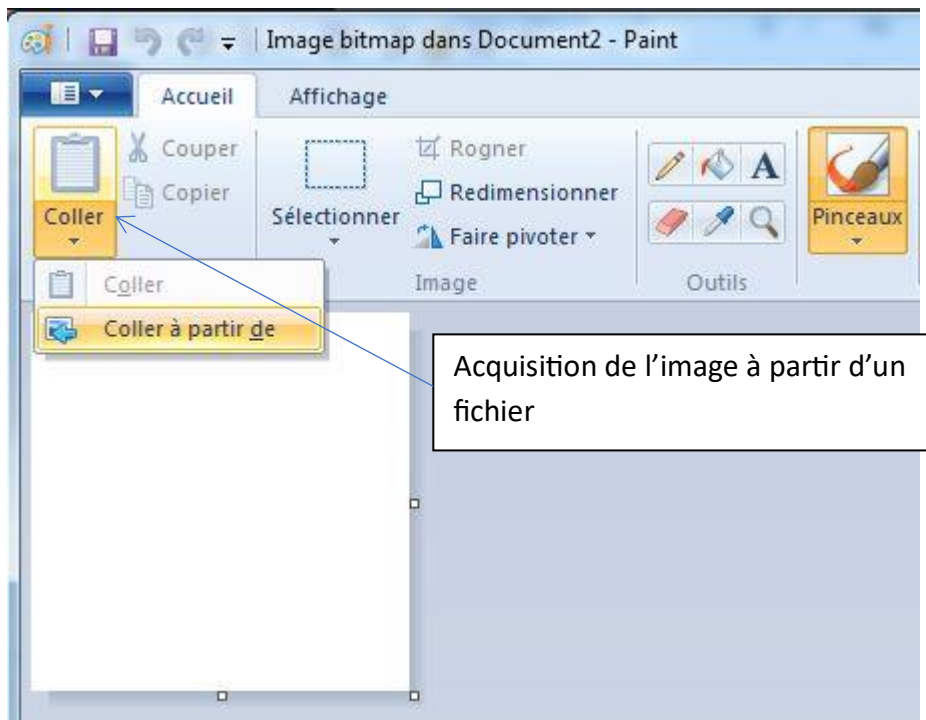 Image bitmap dans Document2 - Paint
Accueil Affichage
Coller
Couper
Copier
Sélectionner
Rogner
Redimensionner
Faire pivoter
Image
A
Outils
Pinceaux
Coller
Coller à partir de
Acquisition de l’image à partir d’un
fichier